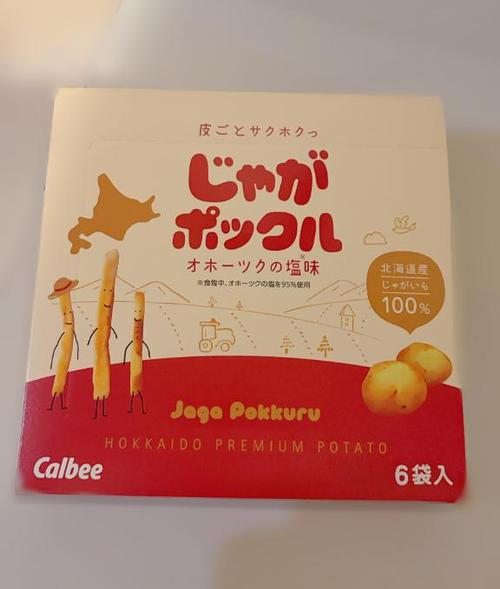 皮ごとサクホクっ
じゃが
ポックル
オホーツクの塩味
※
※食塩中、オホーツクの塩を95%使用
北海道産
じゃがいも
100%
Jaga Pokkuru
HOKKAIDO PREMIUM POTATO
Calbee
6袋入